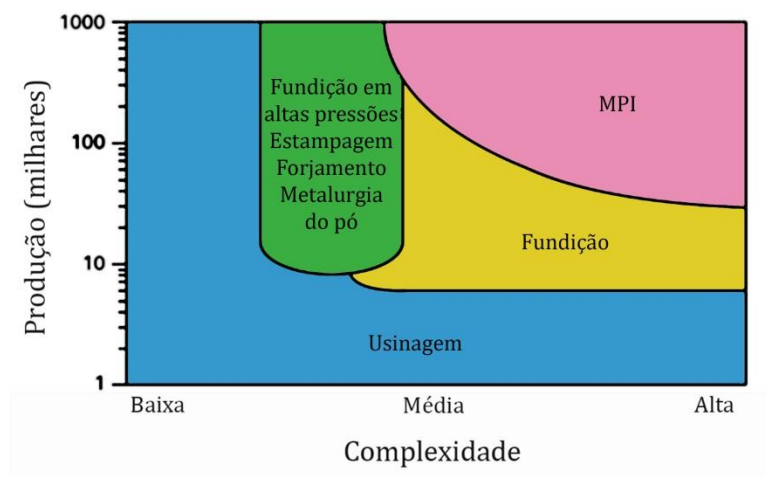 1000
100
10
1
Produção (milhares)
Fundição em
altas pressões
Estampagem
Forjamento
Metalurgia
do pó
MPI
Fundição
Usinagem
Baixa
Média
Alta
Complexidade